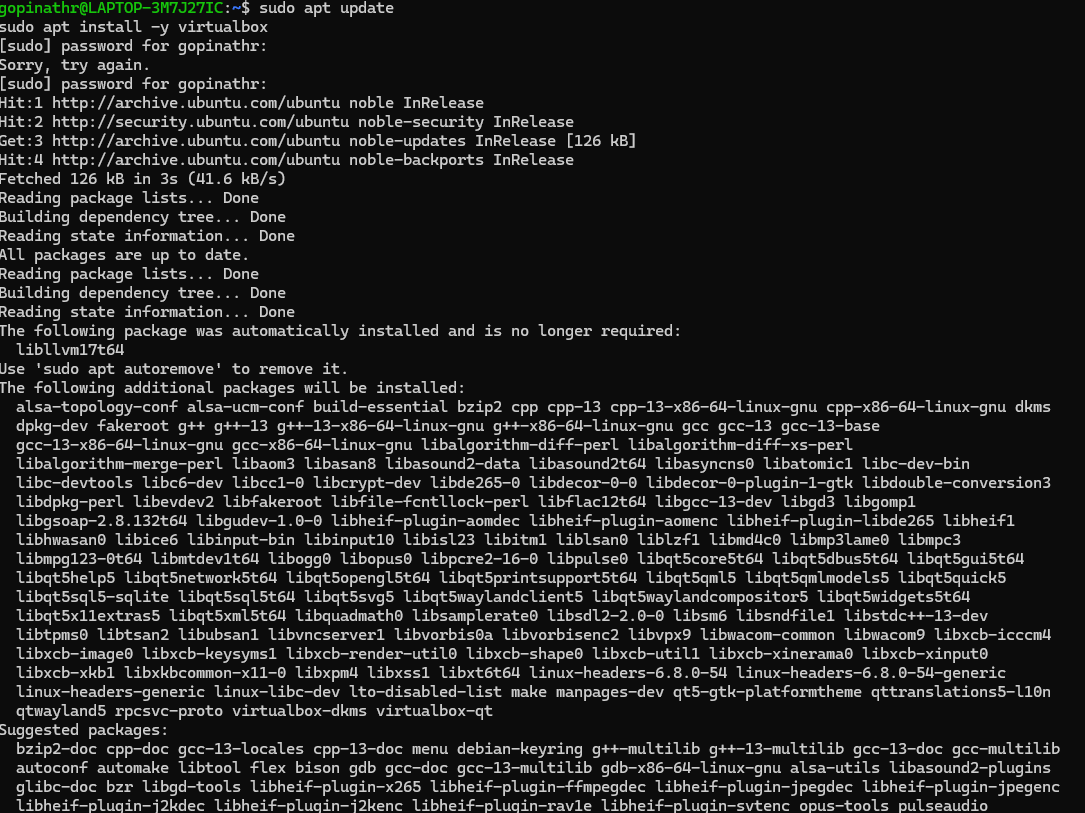 gopinathr@LAPTOP-3M7J27IC:~$ sudo apt update
sudo apt install -y virtualbox
[sudo] password for gopinathr:
Sorry, try again.
[sudo] password for gopinathr:
Hit:1 http://archive.ubuntu.com/ubuntu noble InRelease
Hit:2 http://security.ubuntu.com/ubuntu noble-security InRelease
Get:3 http://archive.ubuntu.com/ubuntu noble-updates InRelease [126 kB]
Hit:4 http://archive.ubuntu.com/ubuntu noble-backports InRelease
Fetched 126 kB in 3s (41.6 kB/s)
Reading package lists... Done
Building dependency tree... Done
Reading state information... Done
All packages are up to date.
Reading package lists... Done
Building dependency tree... Done
Reading state information... Done
The following package was automatically installed and is no longer required:
  libllvm17t64
Use 'sudo apt autoremove' to remove it.
The following additional packages will be installed:
  alsa-topology-conf alsa-ucm-conf build-essential bzip2 cpp cpp-13 cpp-13-x86-64-linux-gnu cpp-x86-64-linux-gnu dkms
  dpkg-dev fakeroot g++ g++-13 g++-13-x86-64-linux-gnu g++-x86-64-linux-gnu gcc gcc-13 gcc-13-base
  gcc-13-x86-64-linux-gnu gcc-x86-64-linux-gnu libalgorithm-diff-perl libalgorithm-diff-xs-perl
  libalgorithm-merge-perl libaom3 libasan8 libasound2-data libasound2t64 libasyncns0 libatomic1 libc-dev-bin
  libc-devtools libc6-dev libcc1-0 libcrypt-dev libde265-0 libdecor-0-0 libdecor-0-plugin-1-gtk libdouble-conversion3
  libdpkg-perl libevdev2 libfakeroot libfile-fcntllock-perl libflac12t64 libgcc-13-dev libgd3 libgomp1
  libgsoap-2.8.132t64 libgudev-1.0-0 libheif-plugin-aomdec libheif-plugin-aomenc libheif-plugin-libde265 libheif1
  libhwasan0 libice6 libinput-bin libinput10 libisl23 libitm1 liblsan0 liblzf1 libmd4c0 libmp3lame0 libmpc3
  libmpg123-0t64 libmtdev1t64 libogg0 libopus0 libpcre2-16-0 libpulse0 libqt5core5t64 libqt5dbus5t64 libqt5gui5t64
  libqt5help5 libqt5network5t64 libqt5opengl5t64 libqt5printsupport5t64 libqt5qml5 libqt5qmlmodels5 libqt5quick5
  libqt5sql5-sqlite libqt5sql5t64 libqt5svg5 libqt5waylandclient5 libqt5waylandcompositor5 libqt5widgets5t64
  libqt5x11extras5 libqt5xml5t64 libquadmath0 libsamplerate0 libsdl2-2.0-0 libsm6 libsndfile1 libstdc++-13-dev
  libtpms0 libtsan2 libubsan1 libvncserver1 libvorbis0a libvorbisenc2 libvpx9 libwacom-common libwacom9 libxcb-icccm4
  libxcb-image0 libxcb-keysyms1 libxcb-render-util0 libxcb-shape0 libxcb-util1 libxcb-xinerama0 libxcb-xinput0
  libxcb-xkb1 libxkbcommon-x11-0 libxpm4 libxss1 libxt6t64 linux-headers-6.8.0-54 linux-headers-6.8.0-54-generic
  linux-headers-generic linux-libc-dev lto-disabled-list make manpages-dev qt5-gtk-platformtheme qttranslations5-l10n
  qtwayland5 rpcsvc-proto virtualbox-dkms virtualbox-qt
Suggested packages:
  bzip2-doc cpp-doc gcc-13-locales cpp-13-doc menu debian-keyring g++-multilib g++-13-multilib gcc-13-doc gcc-multilib
  autoconf automake libtool flex bison gdb gcc-doc gcc-13-multilib gdb-x86-64-linux-gnu alsa-utils libasound2-plugins
  glibc-doc bzr libgd-tools libheif-plugin-x265 libheif-plugin-ffmpegdec libheif-plugin-jpegdec libheif-plugin-jpegenc
  libheif-plugin-j2kdec libheif-plugin-j2kenc libheif-plugin-rav1e libheif-plugin-svtenc opus-tools pulseaudio